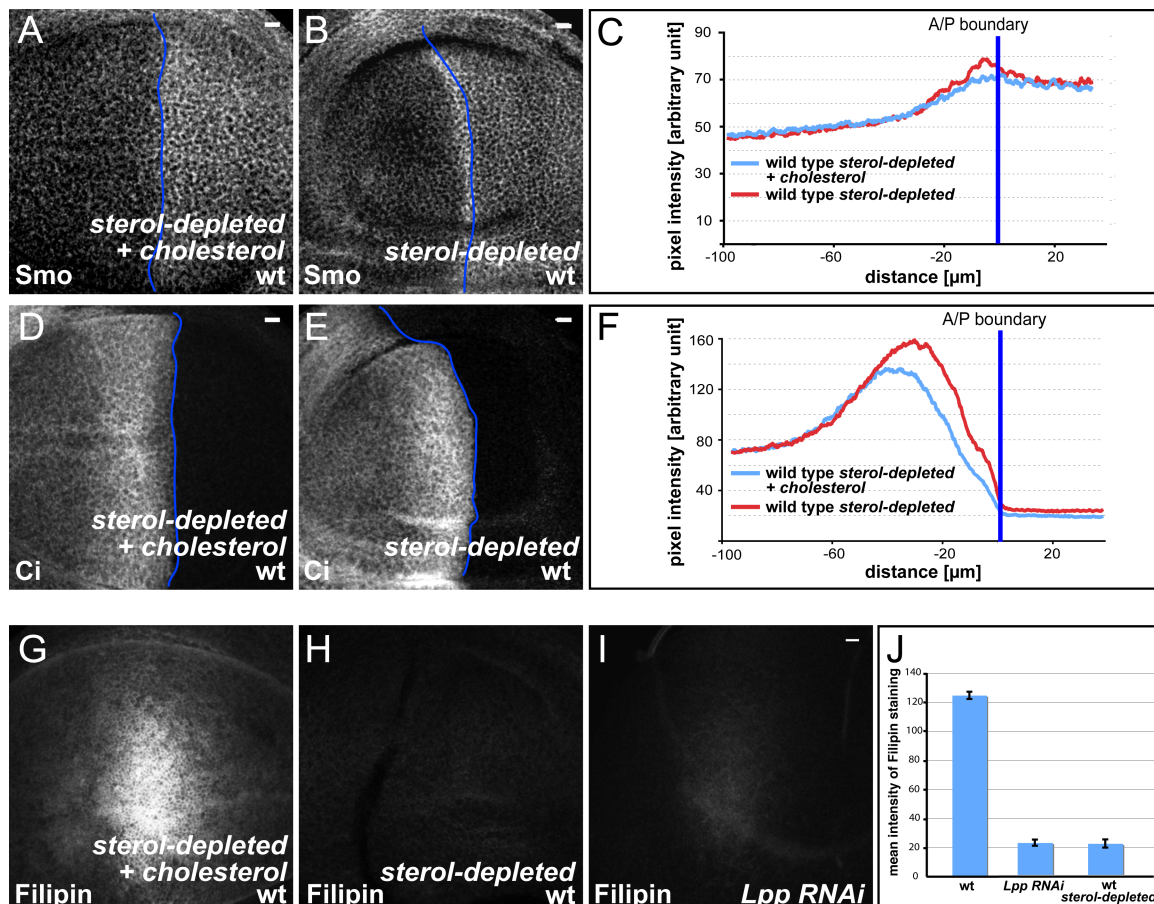 A
sterol-depleted
+ cholesterol
Smo
wt
B
sterol-depleted
Smo
wt
C
A/P boundary
pixel intensity [arbitrary unit]
90
70
50
30
10
wild type sterol-depleted
+ cholesterol
wild type sterol-depleted
-100
-60
-20
20
distance [µm]
D
sterol-depleted
+ cholesterol
Ci
wt
E
sterol-depleted
Ci
wt
F
A/P boundary
pixel intensity [arbitrary unit]
160
120
80
40
wild type sterol-depleted
+ cholesterol
wild type sterol-depleted
-100
-60
-20
20
distance [µm]
G
sterol-depleted
+ cholesterol
Filipin
wt
H
sterol-depleted
Filipin
wt
I
Filipin
Lpp RNAi
J
mean intensity of Filipin staining
140
120
100
80
60
40
20
0
wt
Lpp RNAi
wt
sterol-depleted